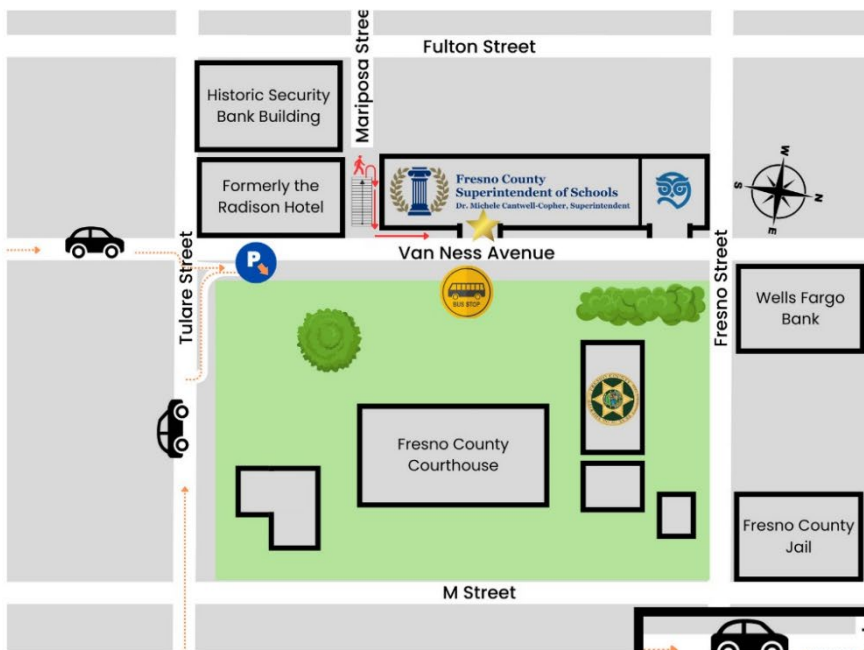 Fulton Street
Mariposa Stree
Historic Security
Bank Building
Formerly the
Radison Hotel
Fresno County
Superintendent of Schools
Dr. Michele Cantwell-Copher, Superintendent
W
S
N
E
P
Van Ness Avenue
BUS STOP
Tulare Street
Fresno Street
Wells Fargo
Bank
Fresno County
Courthouse
Fresno County
Jail
M Street